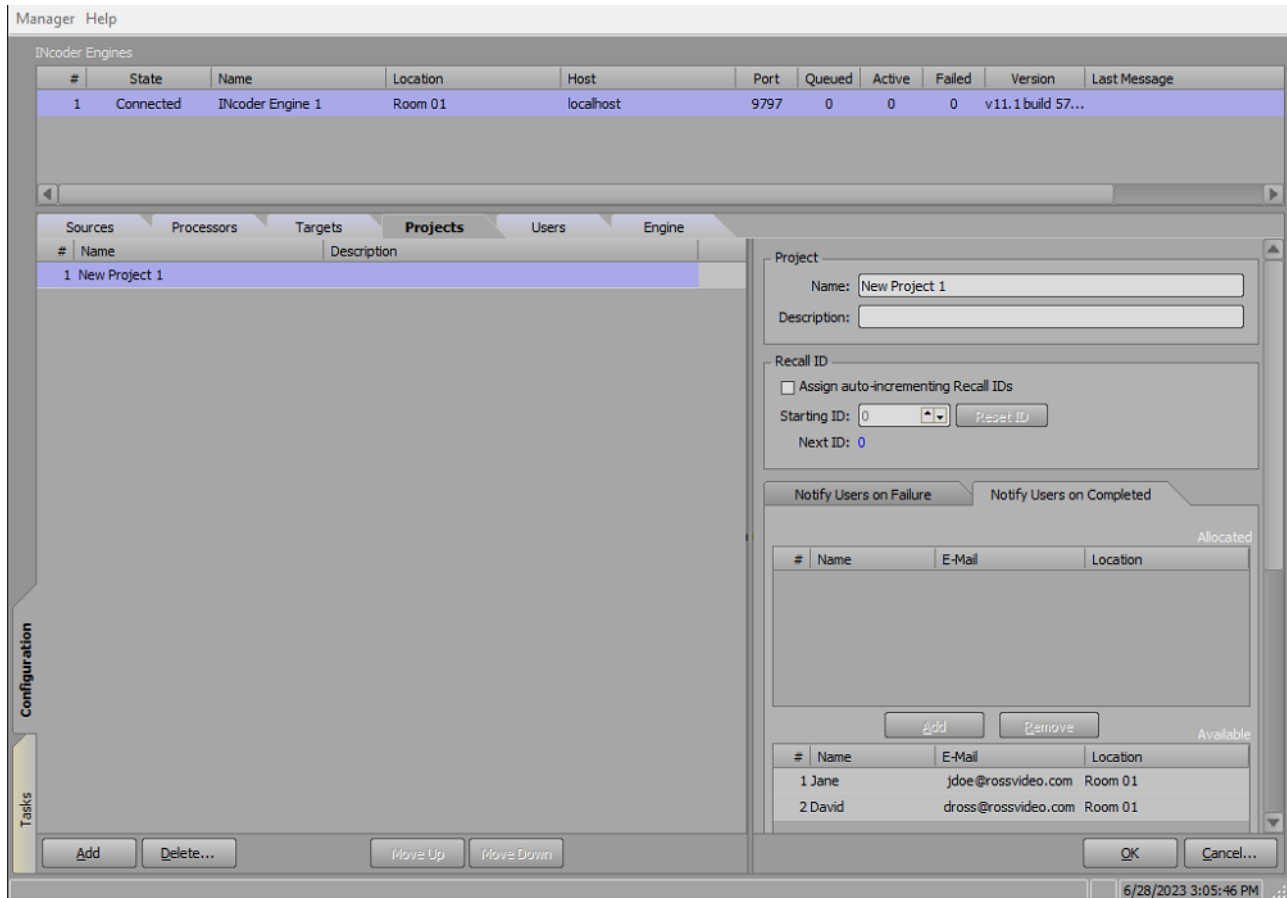 Manager Help
INcoder Engines
# State Name Location Host Port Queued Active Failed Version Last Message
1 Connected INcoder Engine 1 Room 01 localhost 9797 0 0 0 v11.1 build 57...
Sources Processors Targets Projects Users Engine
# Name Description
1 New Project 1
Project
Name: New Project 1
Description:
Recall ID
Assign auto-incrementing Recall IDs
Starting ID: 0 Reset ID
Next ID: 0
Notify Users on Failure Notify Users on Completed
Allocated
# Name E-Mail Location
Add Remove
Available
# Name E-Mail Location
1 Jane jdoe@rossvideo.com Room 01
2 David dross@rossvideo.com Room 01
Configuration
Tasks
Add Delete... Move Up Move Down OK Cancel...
6/28/2023 3:05:46 PM